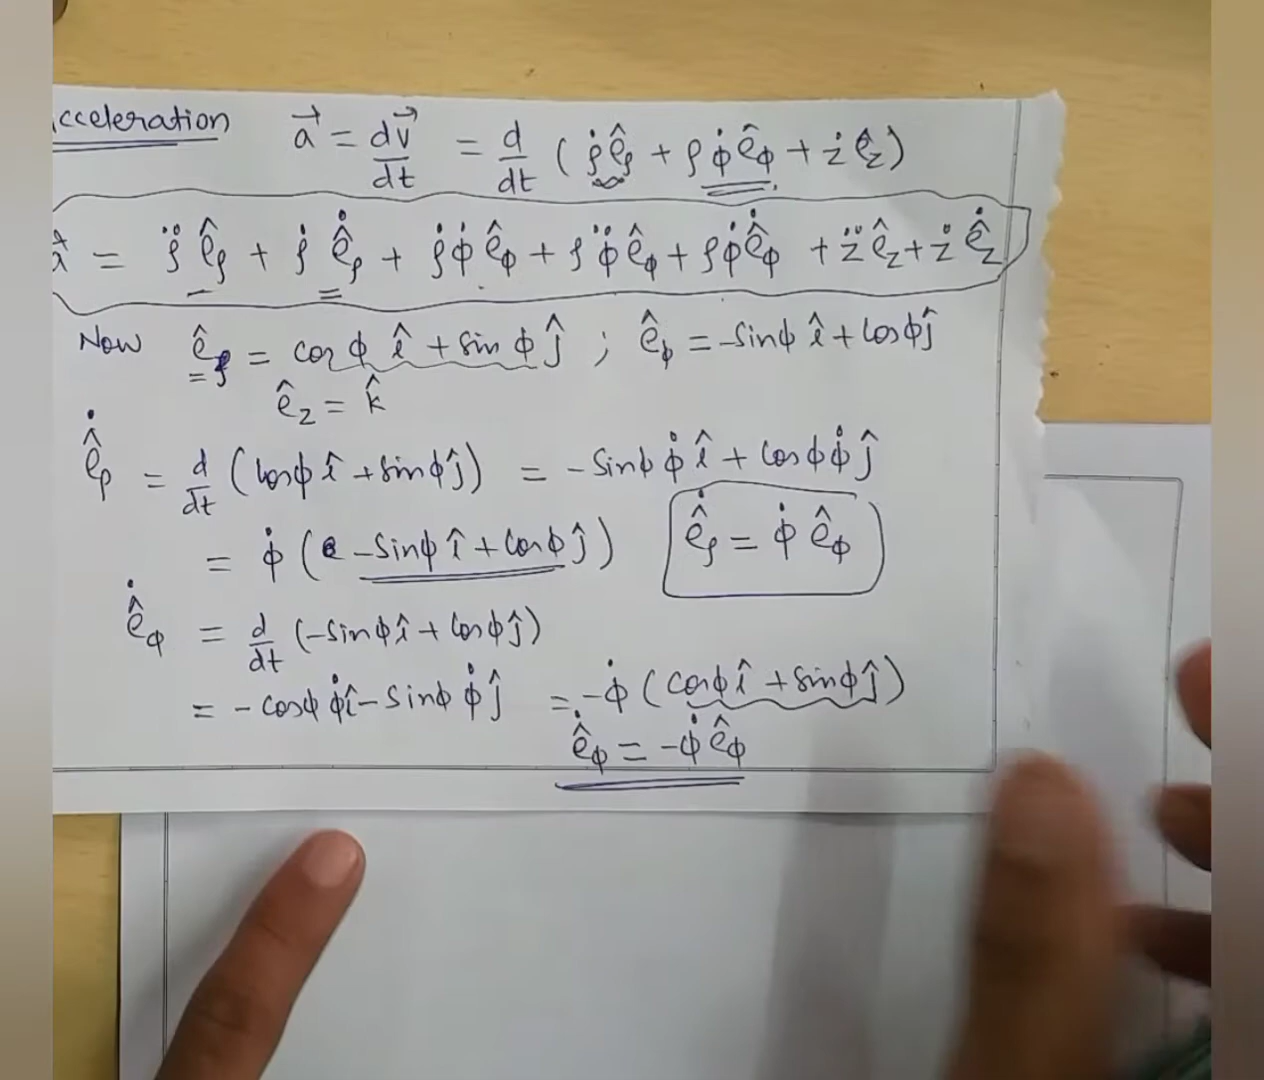 cceleration a⃗ = dv⃗/dt = d/dt (ρ̇ ê_ρ + ρ φ̇ ê_φ + ż ê_z)
a⃗ = ρ̈ ê_ρ + ρ̇ ê̇_ρ + ρ̇ φ̇ ê_φ + ρ φ̈ ê_φ + ρ φ̇ ê̇_φ + z̈ ê_z + ż ê̇_z
Now ê_ρ = cos φ î + sin φ ĵ ; ê_φ = -sin φ î + cos φ ĵ
ê_z = k̂
ê̇_ρ = d/dt (cos φ î + sin φ ĵ) = -sin φ φ̇ î + cos φ φ̇ ĵ
= φ̇ (-sin φ î + cos φ ĵ) ê̇_ρ = φ̇ ê_φ
ê̇_φ = d/dt (-sin φ î + cos φ ĵ)
= -cos φ φ̇ î - sin φ φ̇ ĵ = -φ̇ (cos φ î + sin φ ĵ)
ê̇_φ = -φ̇ ê_φ